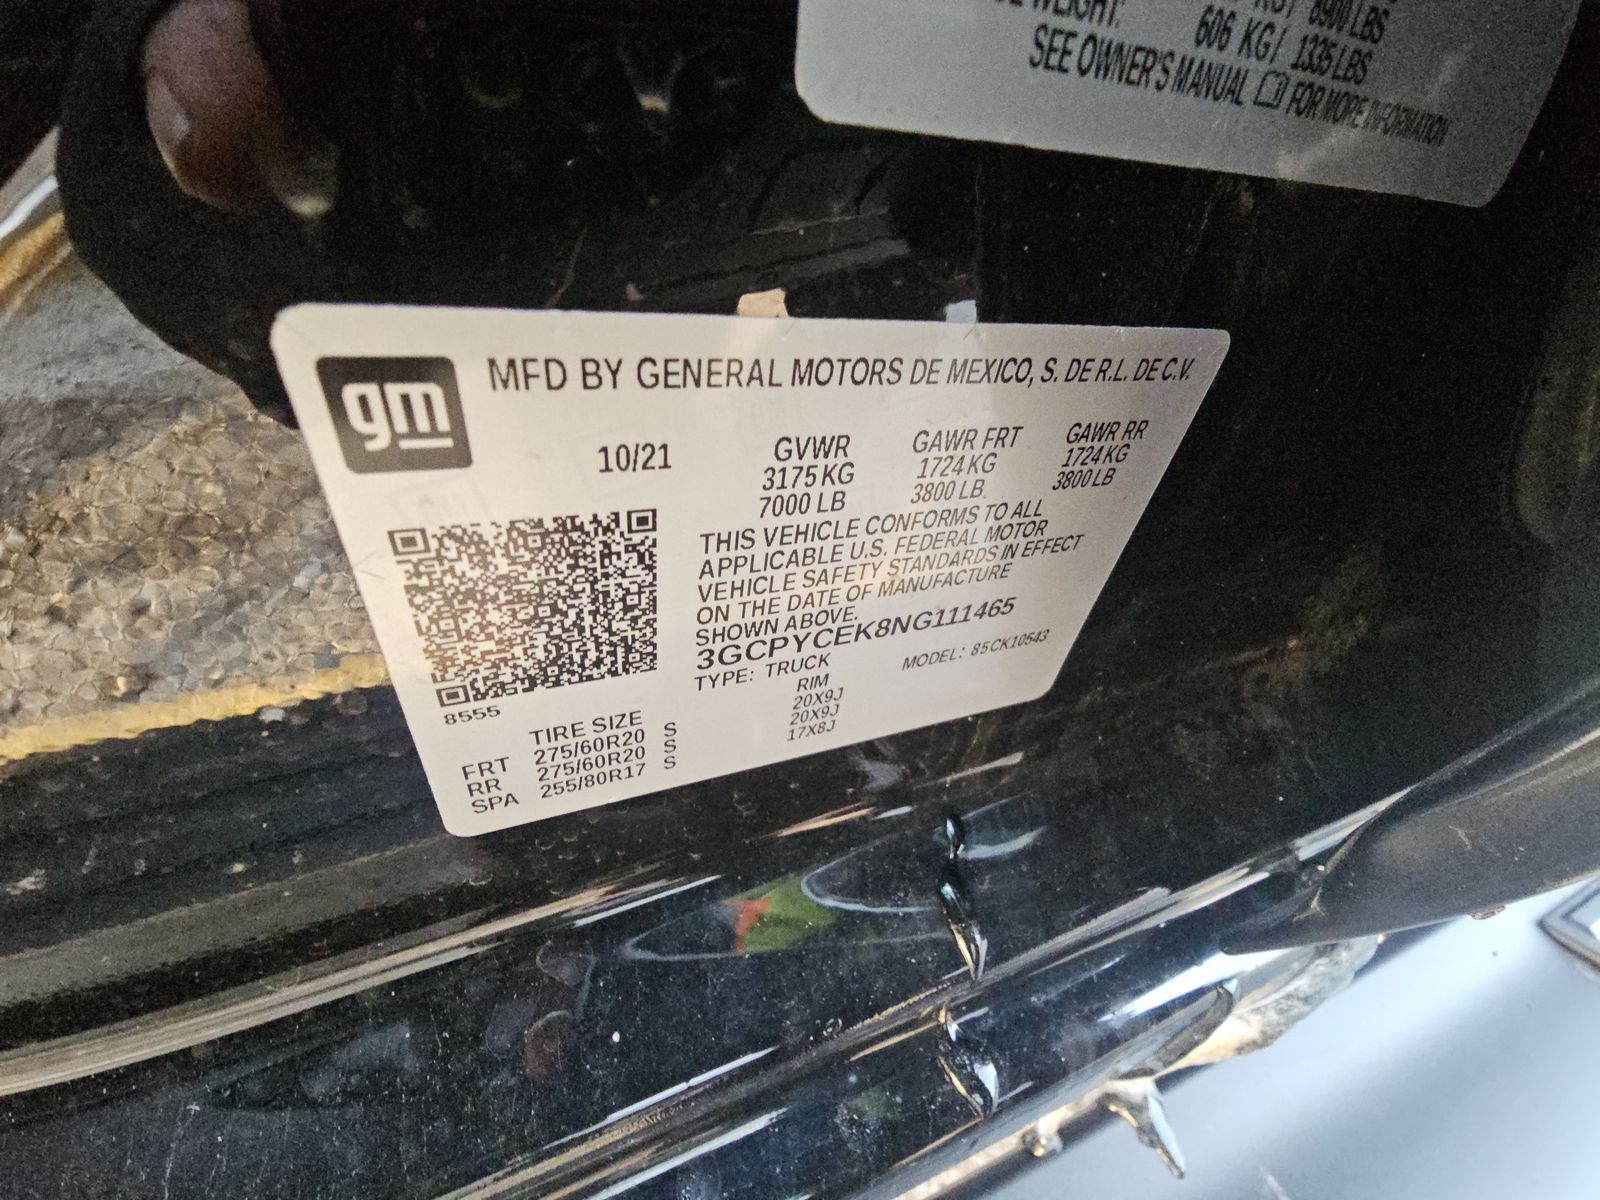 8900 LBS
WEIGHT: 606 KG/ 1335 LBS
SEE OWNER'S MANUAL FOR MORE INFORMATION
gm
MFD BY GENERAL MOTORS DE MEXICO, S. DE R.L. DE C.V.
10/21 GVWR GAWR FRT GAWR RR
3175 KG 1724 KG 1724 KG
7000 LB 3800 LB 3800 LB
THIS VEHICLE CONFORMS TO ALL
APPLICABLE U.S. FEDERAL MOTOR
VEHICLE SAFETY STANDARDS IN EFFECT
ON THE DATE OF MANUFACTURE
SHOWN ABOVE.
3GCPYCEK8NG111465
TYPE: TRUCK MODEL: 85CK10543
8555
TIRE SIZE RIM
FRT 275/60R20 S 20X9J
RR 275/60R20 S 20X9J
SPA 255/80R17 S 17X8J